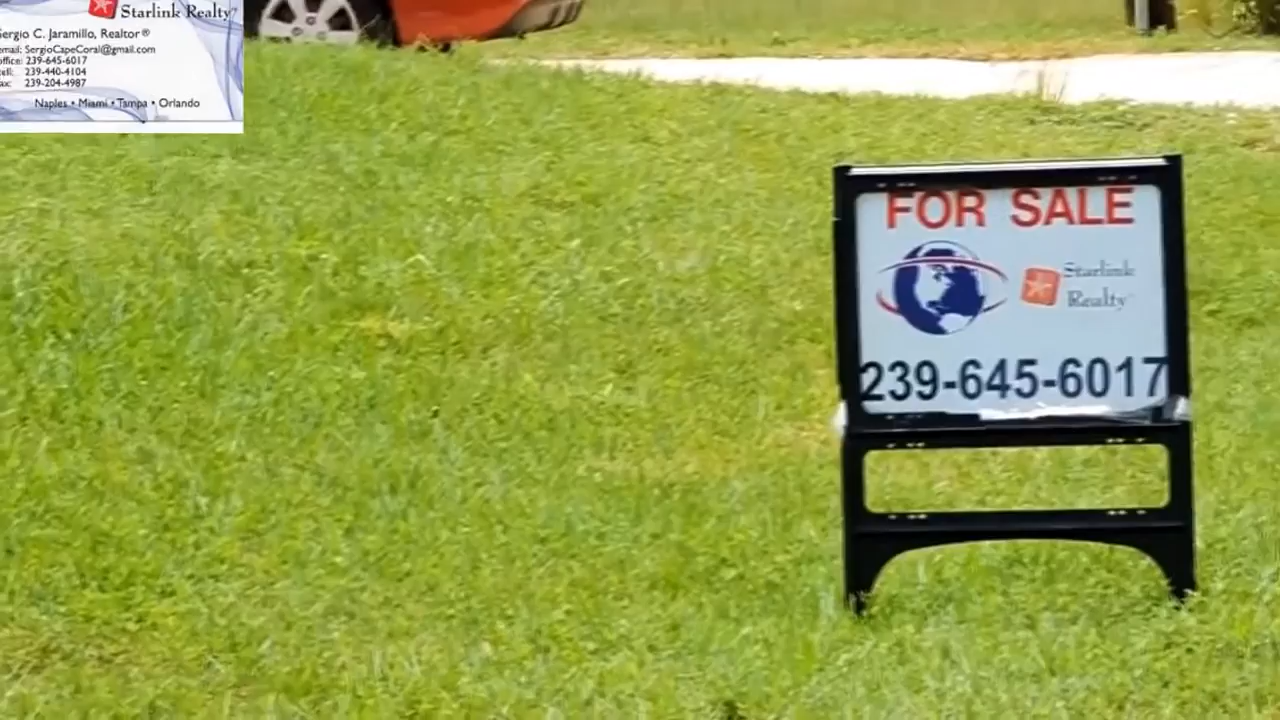 Starlink Realty
Sergio C. Jaramillo, Realtor®
email: SergioCapeCoral@gmail.com
office: 239-645-6017
cell: 239-440-4104
fax: 239-204-4987
Naples • Miami • Tampa • Orlando
FOR SALE
Starlink
Realty
239-645-6017